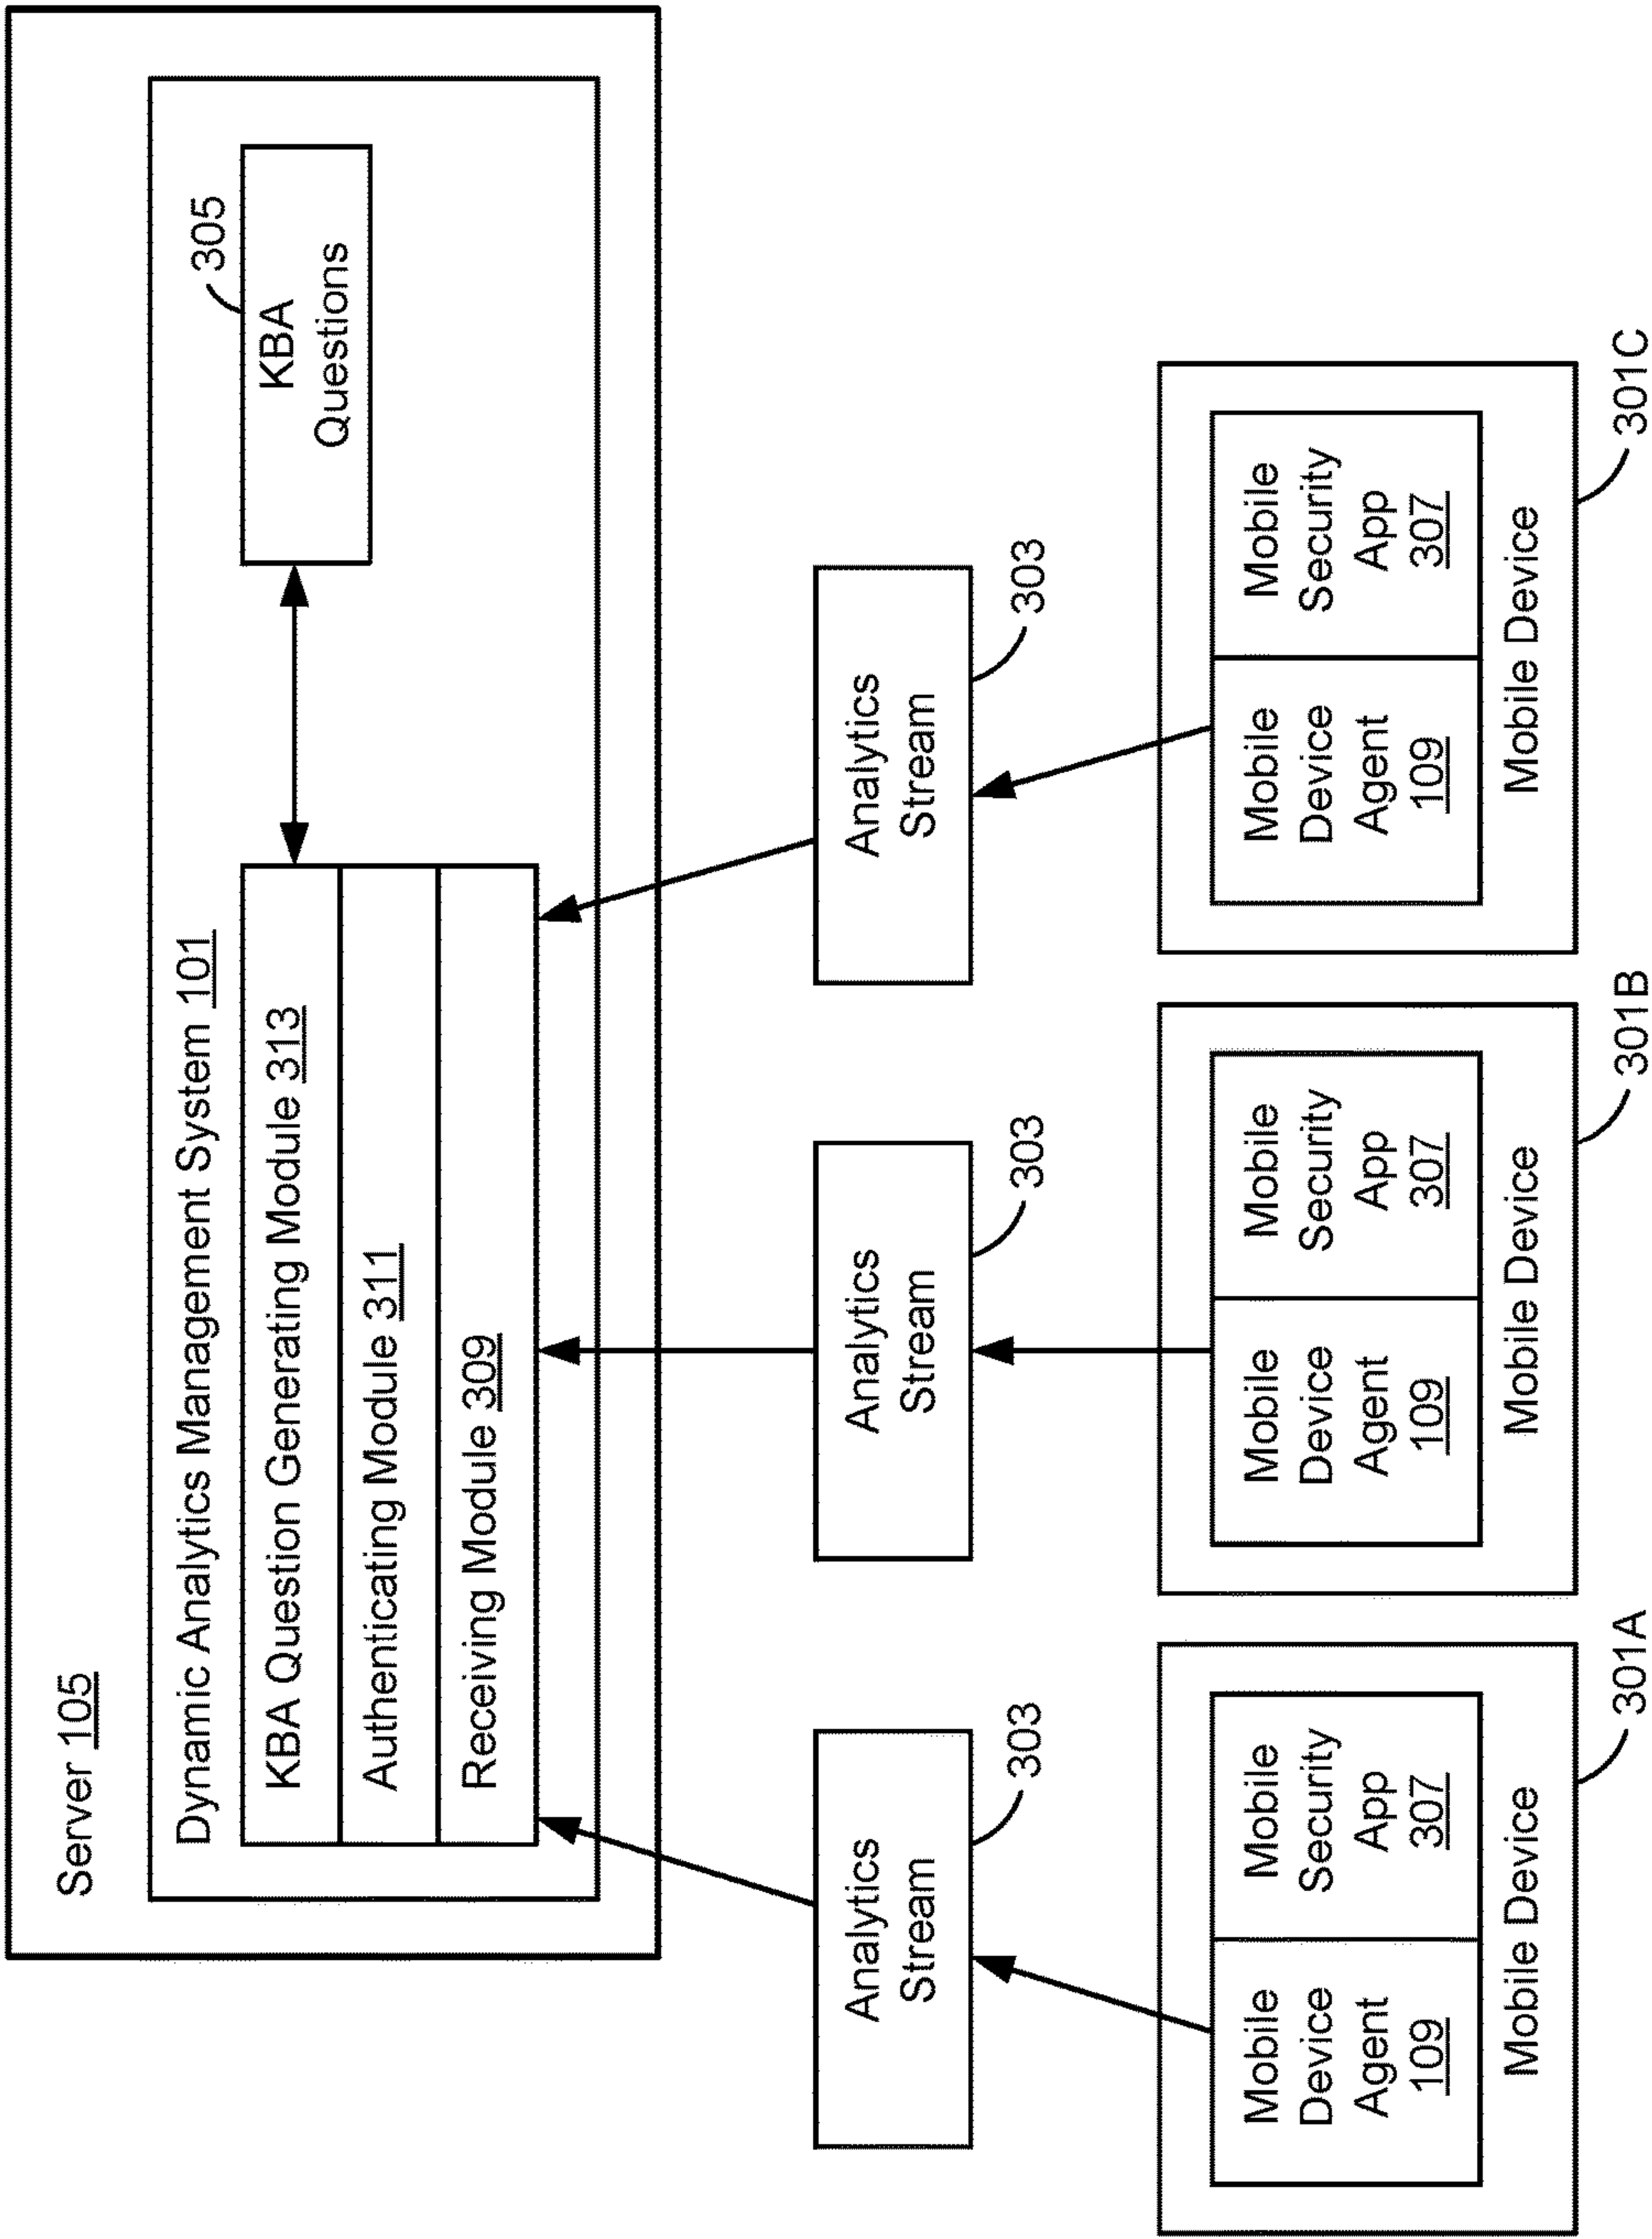 Server 105
Dynamic Analytics Management System 101
KBA Question Generating Module 313
Authenticating Module 311
Receiving Module 309
305
KBA
Questions
Analytics
Stream
303
Analytics
Stream
303
Analytics
Stream
303
Mobile
Device
Agent
109
Mobile
Security
App
307
Mobile Device
301A
Mobile
Device
Agent
109
Mobile
Security
App
307
Mobile Device
301B
Mobile
Device
Agent
109
Mobile
Security
App
307
Mobile Device
301C